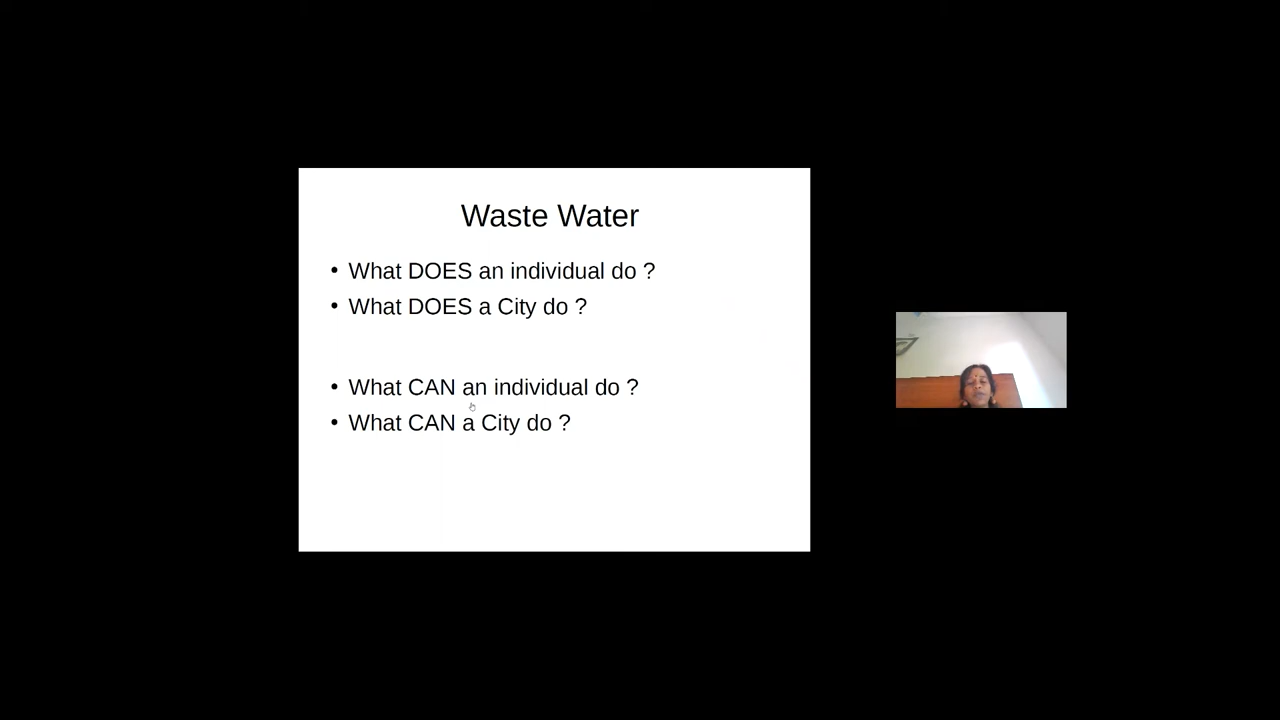 Waste Water
• What DOES an individual do ?
• What DOES a City do ?
• What CAN an individual do ?
• What CAN a City do ?